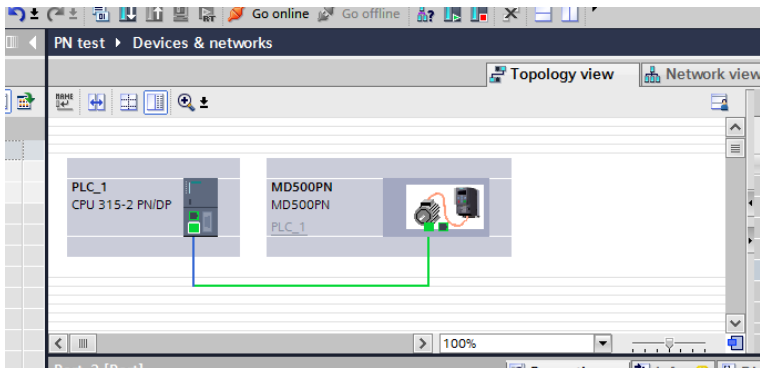 Go online Go offline
PN test Devices & networks
Topology view Network view
NAME
PLC_1
CPU 315-2 PN/DP
MD500PN
MD500PN
PLC_1
100%